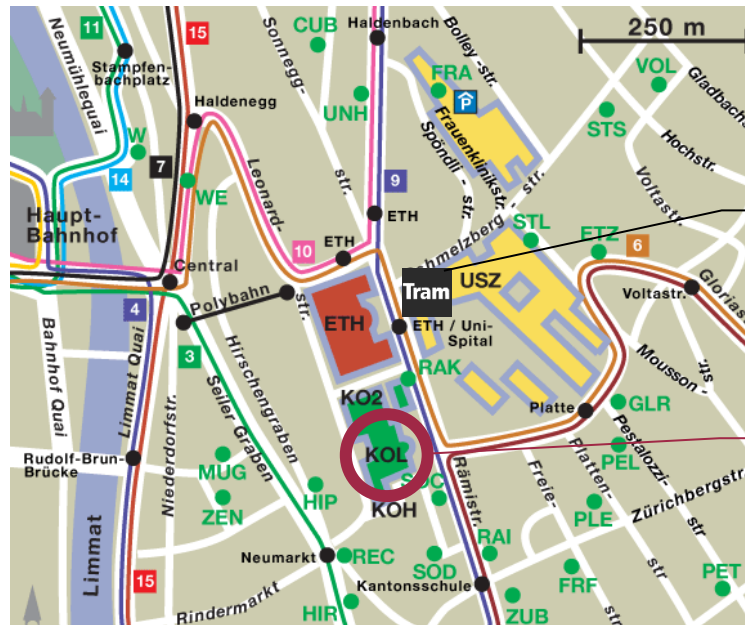 11
15
CUB
Haldenbach
Bolley -str.
250 m
Neumühlequai
Stampfen-
bachplatz
Sonnegg-
str.
FRA
P
VOL
Gladbachs
UNH
STS
Haldenegg
W
7
14
WE
Leonard-
str.
9
Spöndli - str.
Frauenklinikstr.
Hochstr.
Voltastr.
Haupt-
Bahnhof
ETH
10
ETH
STL
ETZ
6
Central
chmelzberg - str.
USZ
Tram
Voltastr.
Glorias
str.
4
Polybahn
ETH
ETH / Uni-
Spital
3
Bahnhof Quai
Limmat Quai
Niederdorfstr.
Seiler Graben
Hirschengraben
RAK
Mousson -
KO2
Platte
GLR
KOL
PEL
Rudolf-Brun-
Brücke
MUG
ZEN
HIP
SOC
KOH
Rämistr.
Freie-
str
Platten-
str
Pestalozzi-
str
PLE
Zürichbergstr
Limmat
15
Neumarkt
REC
SOD
RAI
Kantonsschule
FRF
PET
Rindermarkt
HIR
ZUB